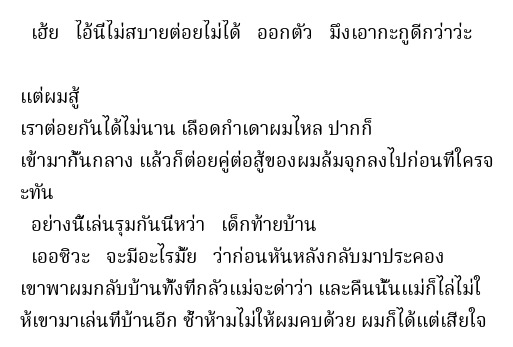 เฮ้ย ไอ้นี่ไม่สบายต่อยไม่ได้ ออกตัว มึงเอากะกูดีกว่าว่ะ
แต่ผมสู้
เราต่อยกันได้ไม่นาน เลือดกำเดาผมไหล ปากก็
เข้ามากั้นกลาง แล้วก็ต่อยคู่ต่อสู้ของผมล้มจุกลงไปก่อนที่ใครจ
ะทัน
อย่างนี้เล่นรุมกันนี่หว่า เด็กท้ายบ้าน
เออซิวะ จะมีอะไรมั้ย ว่าก่อนหันหลังกลับมาประคอง
เขาพาผมกลับบ้านทั้งที่กลัวแม่จะด่าว่า และคืนนั้นแม่ก็ไล่ไม่ใ
ห้เขามาเล่นที่บ้านอีก ซ้ำห้ามไม่ให้ผมคบด้วย ผมก็ได้แต่เสียใจ